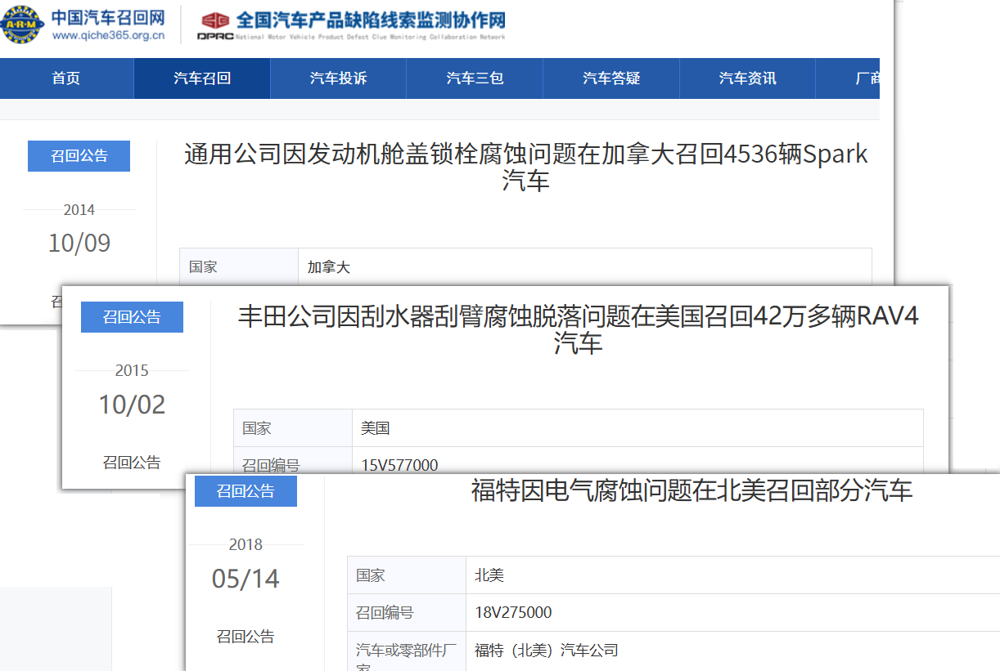 A·R·M
中国汽车召回网
www.qiche365.org.cn
DPRC
全国汽车产品缺陷线索监测协作网
National Motor Vehicle Product Defect Clue Monitoring Collaboration Network
首页 汽车召回 汽车投诉 汽车三包 汽车答疑 汽车资讯 厂商
召回公告
通用公司因发动机舱盖锁栓腐蚀问题在加拿大召回4536辆Spark
汽车
2014
10/09
国家 加拿大
召
召回公告
丰田公司因刮水器刮臂腐蚀脱落问题在美国召回42万多辆RAV4
汽车
2015
10/02
召回公告
国家 美国
召回编号 15V577000
召回公告
福特因电气腐蚀问题在北美召回部分汽车
2018
05/14
召回公告
国家 北美
召回编号 18V275000
汽车或零部件厂 福特（北美）汽车公司
家